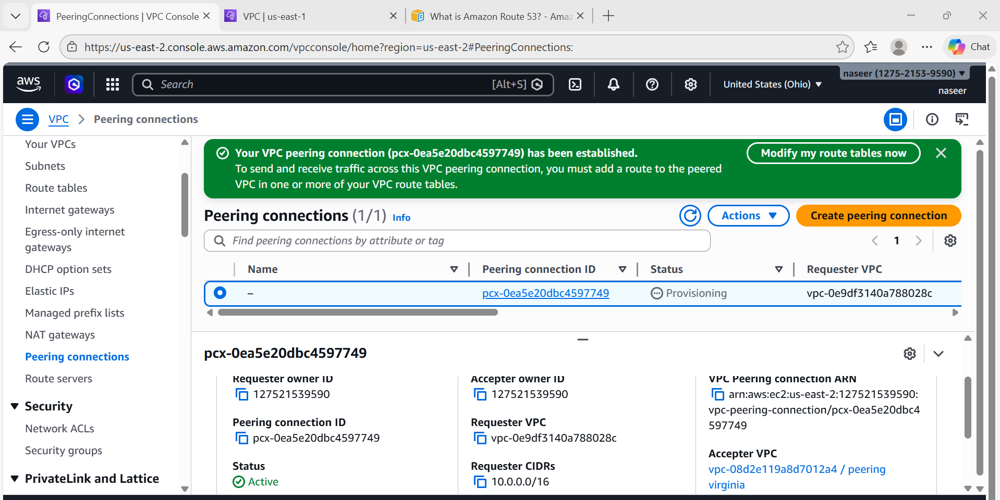 PeeringConnections | VPC Console
VPC | us-east-1
What is Amazon Route 53? - Amaz
https://us-east-2.console.aws.amazon.com/vpcconsole/home?region=us-east-2#PeeringConnections:
Chat
aws
Search
[Alt+S]
United States (Ohio)
naseer (1275-2153-9590)
naseer
VPC
Peering connections
Your VPCs
Subnets
Route tables
Internet gateways
Egress-only internet
gateways
DHCP option sets
Elastic IPs
Managed prefix lists
NAT gateways
Peering connections
Route servers
Security
Network ACLs
Security groups
PrivateLink and Lattice
Your VPC peering connection (pcx-0ea5e20dbc4597749) has been established.
To send and receive traffic across this VPC peering connection, you must add a route to the peered
VPC in one or more of your VPC route tables.
Modify my route tables now
Peering connections (1/1) Info
Actions
Create peering connection
Find peering connections by attribute or tag
1
Name
Peering connection ID
Status
Requester VPC
–
pcx-0ea5e20dbc4597749
Provisioning
vpc-0e9df3140a788028c
pcx-0ea5e20dbc4597749
Requester owner ID
127521539590
Peering connection ID
pcx-0ea5e20dbc4597749
Status
Active
Accepter owner ID
127521539590
Requester VPC
vpc-0e9df3140a788028c
Requester CIDRs
10.0.0.0/16
VPC Peering connection ARN
arn:aws:ec2:us-east-2:127521539590:
vpc-peering-connection/pcx-0ea5e20dbc4
597749
Accepter VPC
vpc-08d2e119a8d7012a4 / peering
virginia